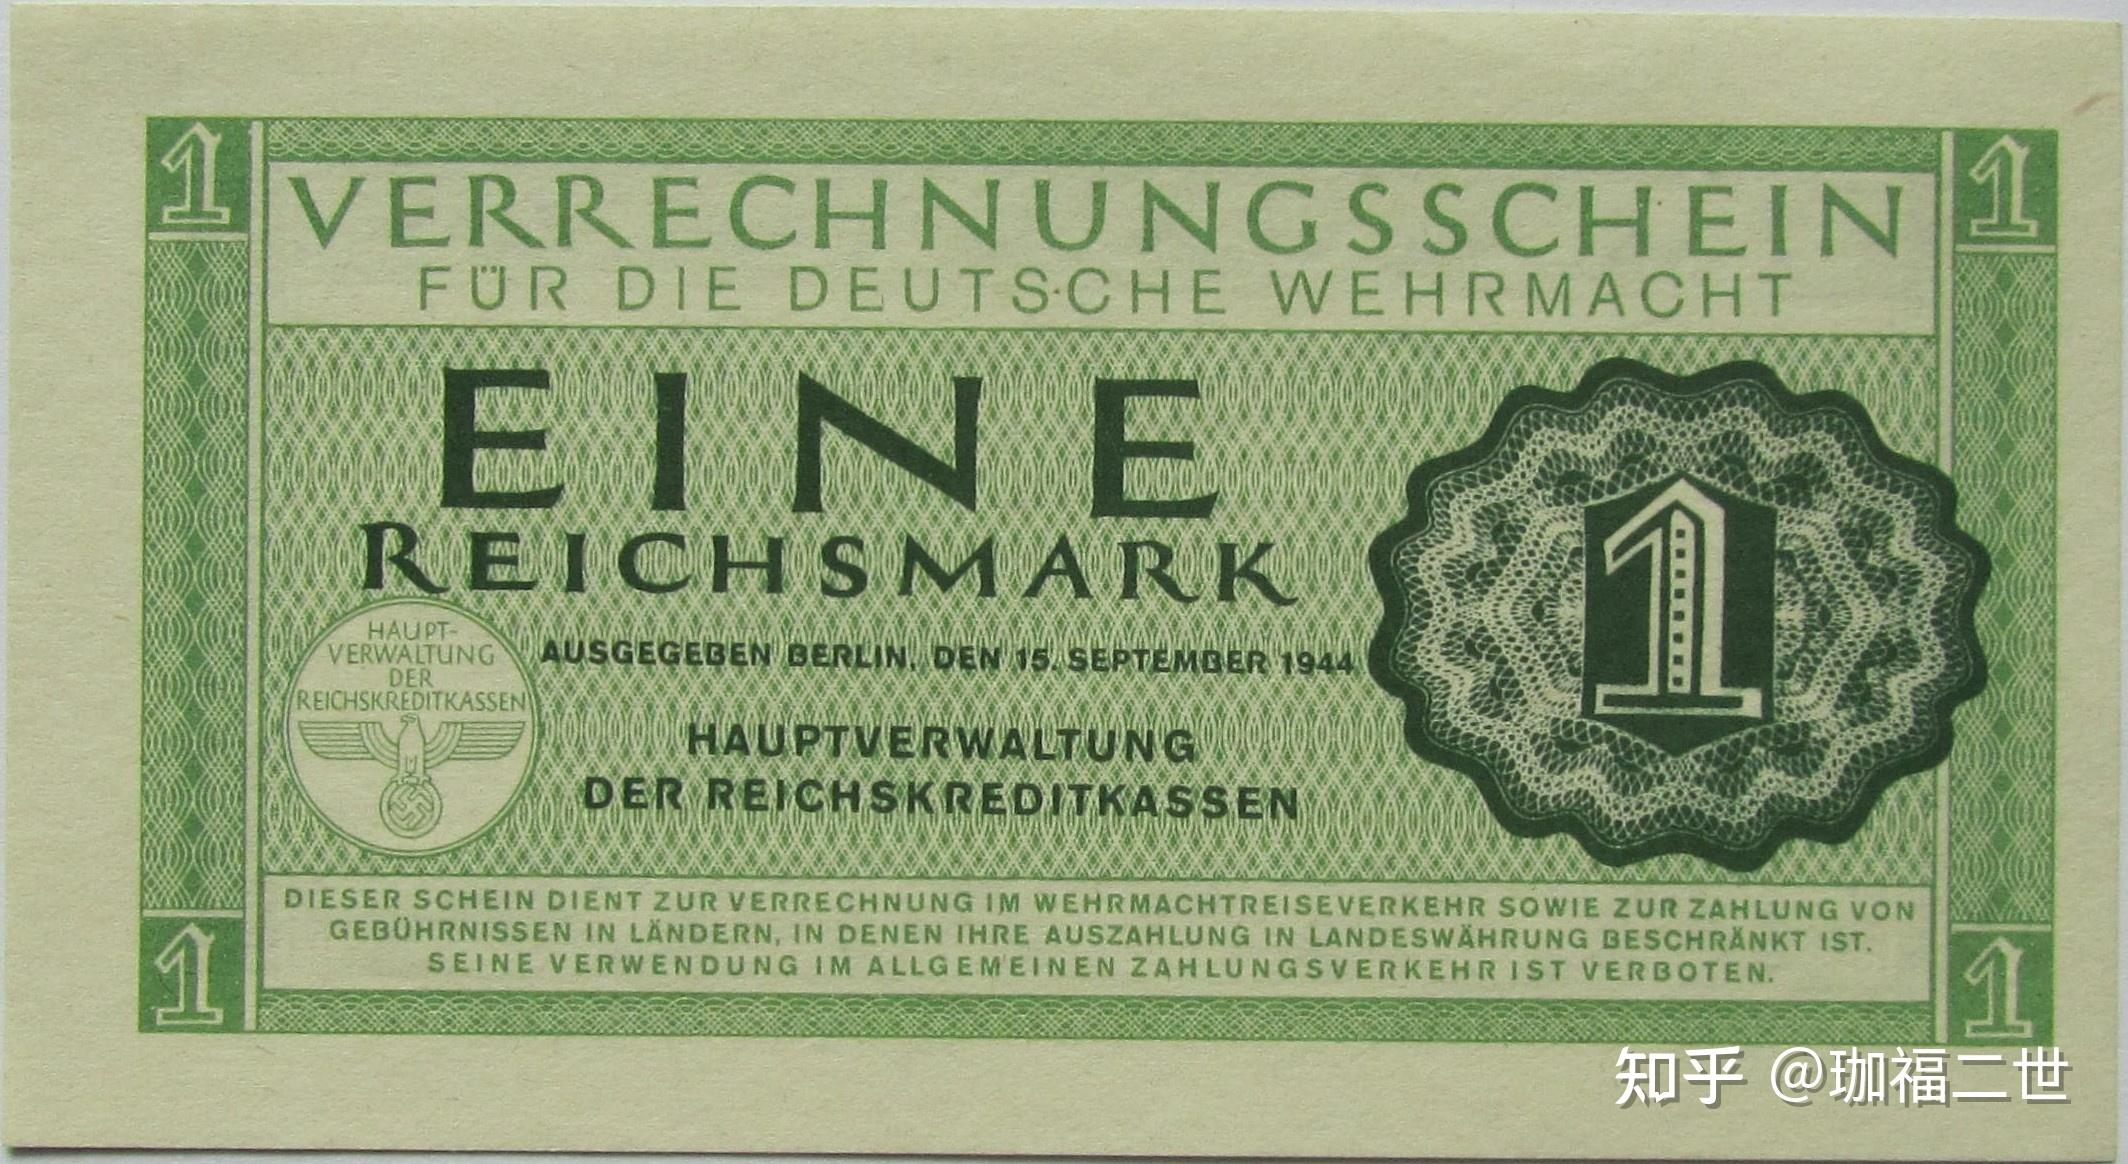 1
1
VERRECHNUNGSSCHEIN
FÜR DIE DEUTSCHE WEHRMACHT
EINE
REICHSMARK
1
HAUPT-
VERWALTUNG
DER
REICHSKREDITKASSEN
AUSGEGEBEN BERLIN, DEN 15. SEPTEMBER 1944
HAUPTVERWALTUNG
DER REICHSKREDITKASSEN
DIESER SCHEIN DIENT ZUR VERRECHNUNG IM WEHRMACHTREISEVERKEHR SOWIE ZUR ZAHLUNG VON
GEBÜHRNISSEN IN LÄNDERN, IN DENEN IHRE AUSZAHLUNG IN LANDESWÄHRUNG BESCHRÄNKT IST.
SEINE VERWENDUNG IM ALLGEMEINEN ZAHLUNGSVERKEHR IST VERBOTEN.
1
1
知乎 @珈福二世